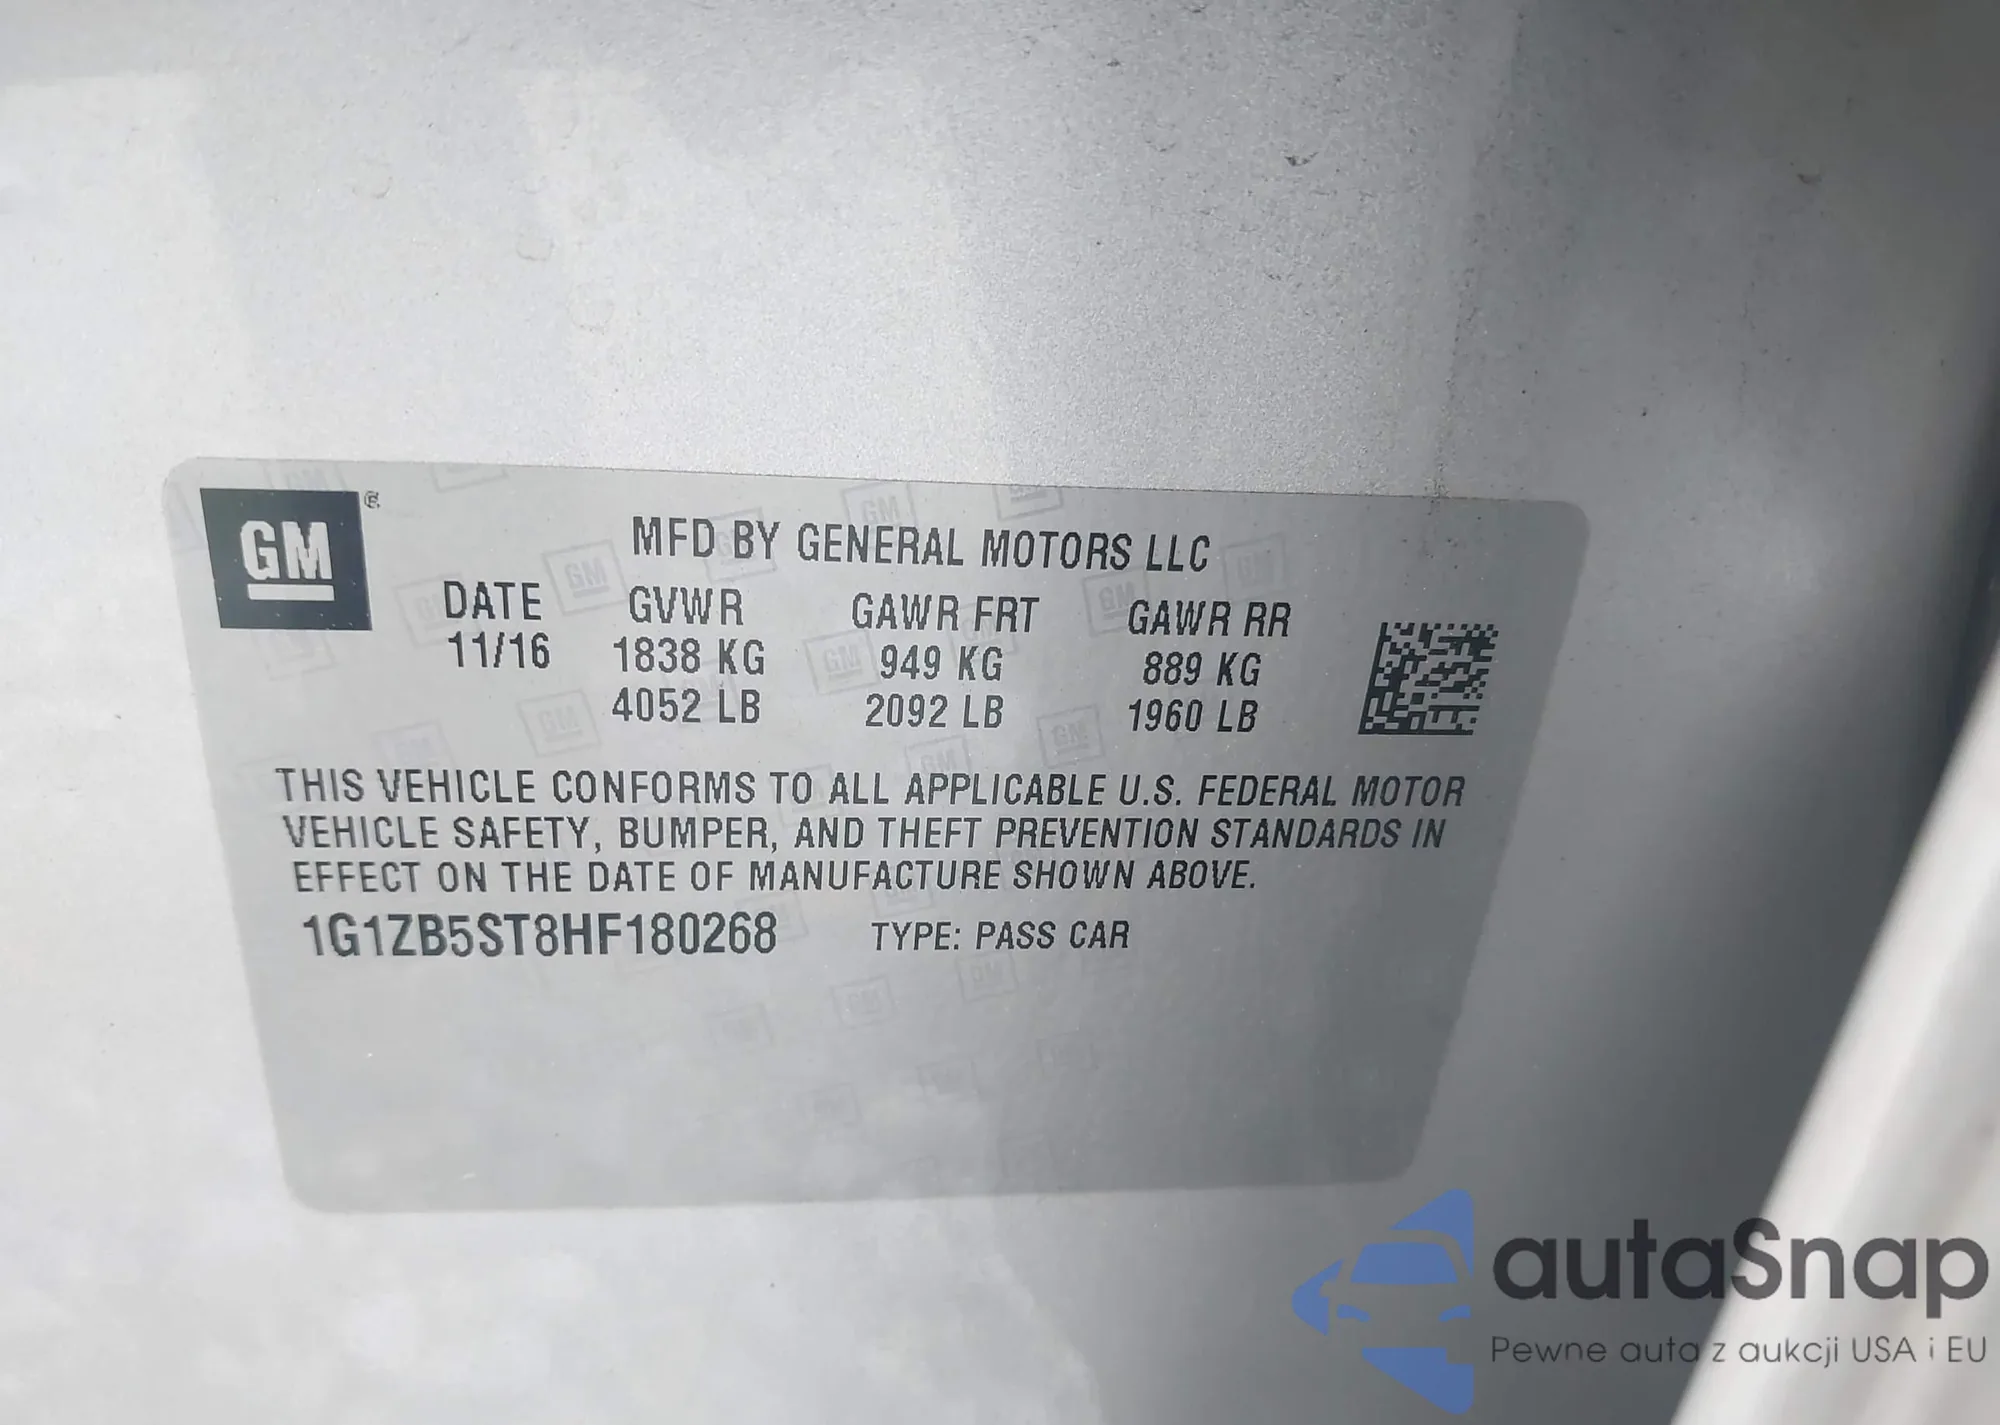 GM®
MFD BY GENERAL MOTORS LLC
DATE GVWR GAWR FRT GAWR RR
11/16 1838 KG 949 KG 889 KG
4052 LB 2092 LB 1960 LB
THIS VEHICLE CONFORMS TO ALL APPLICABLE U.S. FEDERAL MOTOR
VEHICLE SAFETY, BUMPER, AND THEFT PREVENTION STANDARDS IN
EFFECT ON THE DATE OF MANUFACTURE SHOWN ABOVE.
1G1ZB5ST8HF180268 TYPE: PASS CAR
autaSnap
Pewne auta z aukcji USA i EU